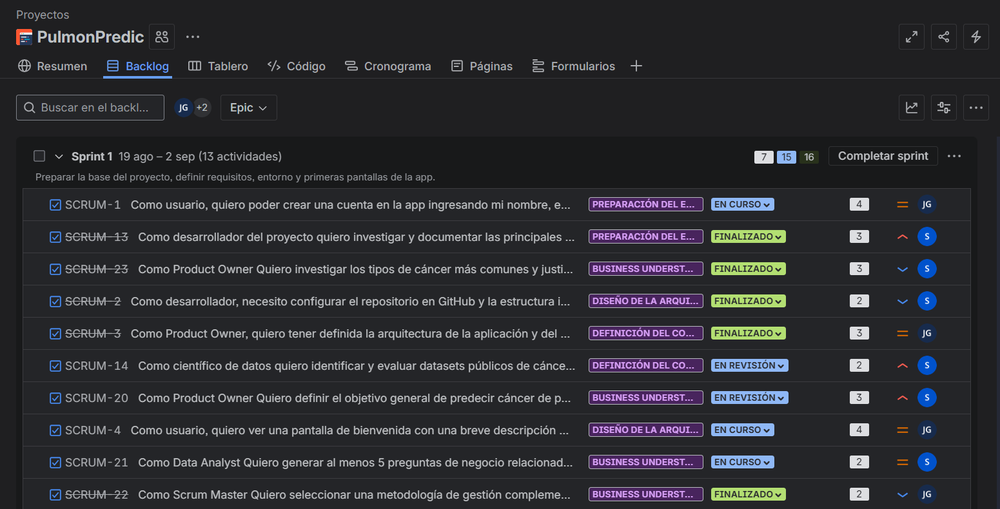 Proyectos
PulmonPredic
Resumen Backlog Tablero Código Cronograma Páginas Formularios
Buscar en el backl... JG +2 Epic
Sprint 1 19 ago – 2 sep (13 actividades) 7 15 16 Completar sprint
Preparar la base del proyecto, definir requisitos, entorno y primeras pantallas de la app.
SCRUM-1 Como usuario, quiero poder crear una cuenta en la app ingresando mi nombre, e... PREPARACIÓN DEL E... EN CURSO 4 JG
SCRUM-13 Como desarrollador del proyecto quiero investigar y documentar las principales ... PREPARACIÓN DEL E... FINALIZADO 3 S
SCRUM-23 Como Product Owner Quiero investigar los tipos de cáncer más comunes y justi... BUSINESS UNDERST... FINALIZADO 3 S
SCRUM-2 Como desarrollador, necesito configurar el repositorio en GitHub y la estructura i... DISEÑO DE LA ARQUI... FINALIZADO 2 S
SCRUM-3 Como Product Owner, quiero tener definida la arquitectura de la aplicación y del ... DEFINICIÓN DEL CO... FINALIZADO 3 JG
SCRUM-14 Como científico de datos quiero identificar y evaluar datasets públicos de cánce... DEFINICIÓN DEL CO... EN REVISIÓN 2 S
SCRUM-20 Como Product Owner Quiero definir el objetivo general de predecir cáncer de p... BUSINESS UNDERST... EN REVISIÓN 3 S
SCRUM-4 Como usuario, quiero ver una pantalla de bienvenida con una breve descripción ... DISEÑO DE LA ARQUI... EN CURSO 4 JG
SCRUM-21 Como Data Analyst Quiero generar al menos 5 preguntas de negocio relacionad... BUSINESS UNDERST... EN CURSO 2 S
SCRUM-22 Como Scrum Master Quiero seleccionar una metodología de gestión compleme... BUSINESS UNDERST... FINALIZADO 2 JG